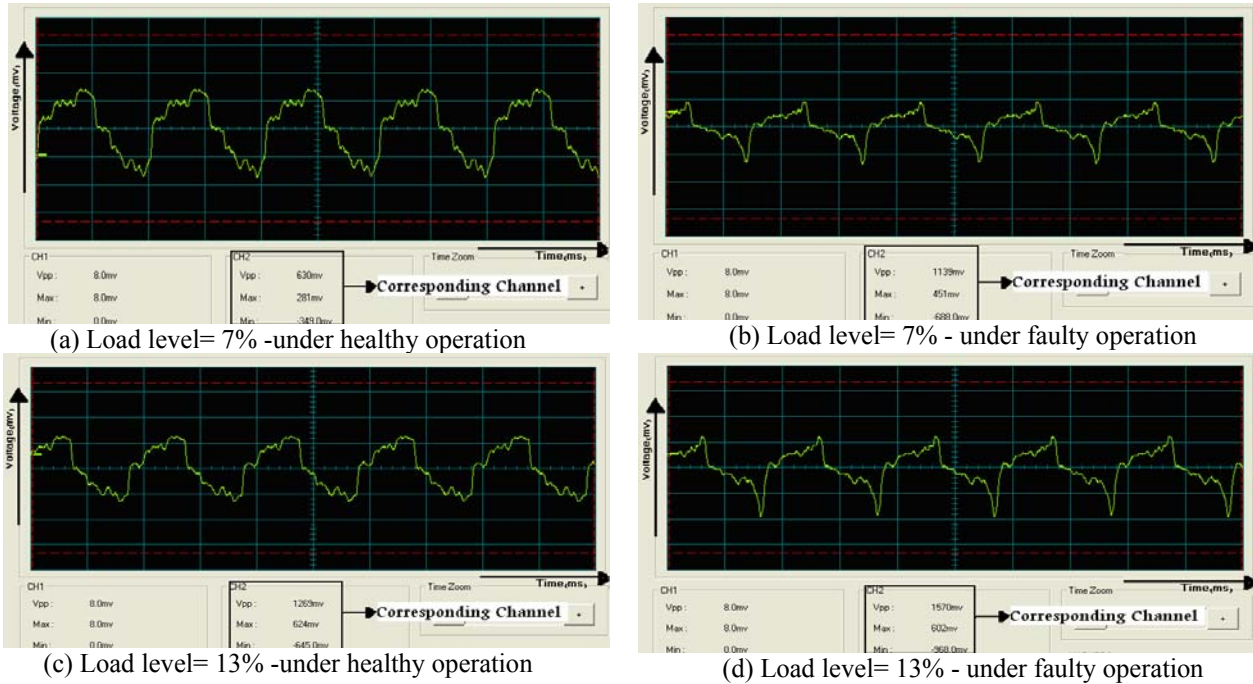 Voltage(mv)
Time(ms)
CH1
Vpp : 8.0mv
Max : 8.0mv
Min : 0.0mv
CH2
Vpp : 630mv
Max : 281mv
Min : -349.0mv
Time Zoom
Corresponding Channel
+
(a) Load level= 7% -under healthy operation
Voltage(mv)
Time(ms)
CH1
Vpp : 8.0mv
Max : 8.0mv
Min : 0.0mv
CH2
Vpp : 1139mv
Max : 451mv
Min : -688.0mv
Time Zoom
Corresponding Channel
+
(b) Load level= 7% - under faulty operation
Voltage(mv)
Time(ms)
CH1
Vpp : 8.0mv
Max : 8.0mv
Min : 0.0mv
CH2
Vpp : 1269mv
Max : 624mv
Min : -645.0mv
Time Zoom
Corresponding Channel
+
(c) Load level= 13% -under healthy operation
Voltage(mv)
Time(ms)
CH1
Vpp : 8.0mv
Max : 8.0mv
Min : 0.0mv
CH2
Vpp : 1570mv
Max : 602mv
Min : -968.0mv
Time Zoom
Corresponding Channel
+
(d) Load level= 13% - under faulty operation